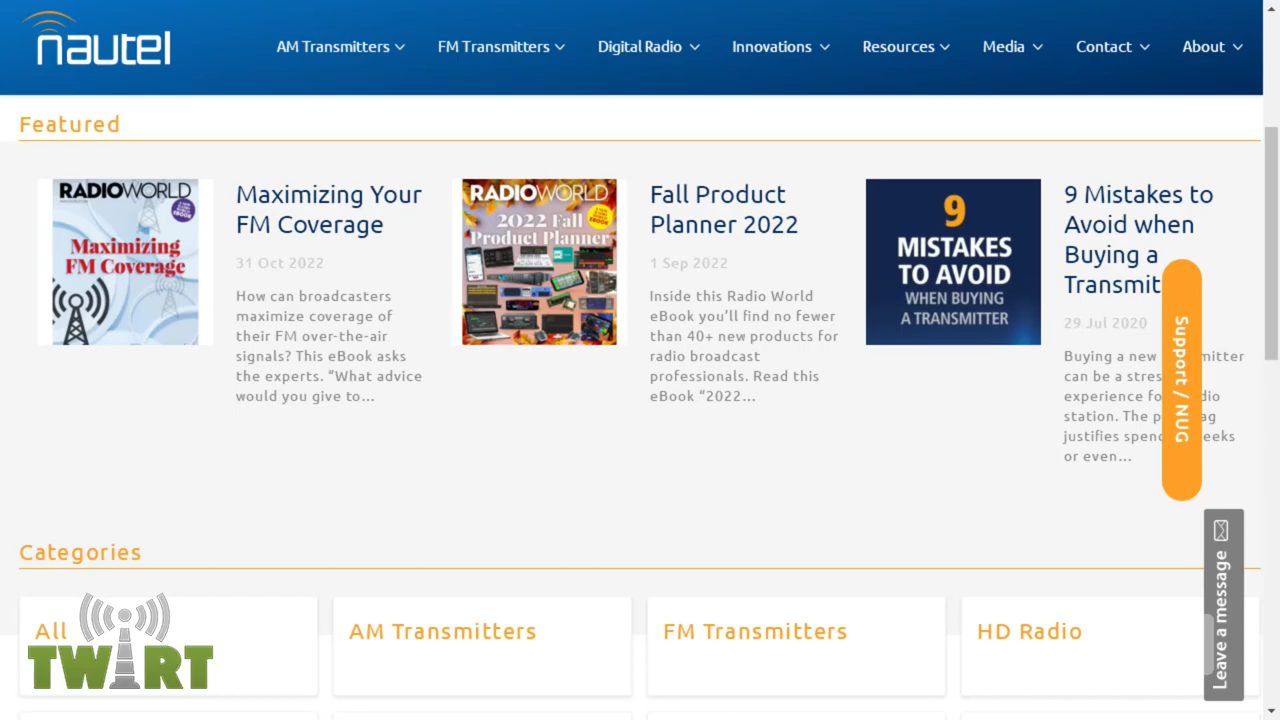 nautel
AM Transmitters
FM Transmitters
Digital Radio
Innovations
Resources
Media
Contact
About
Featured
RADIOWORLD
Maximizing
FM Coverage
Maximizing Your
FM Coverage
31 Oct 2022
How can broadcasters
maximize coverage of
their FM over-the-air
signals? This eBook asks
the experts. “What advice
would you give to...
RADIOWORLD
2022 Fall
Product Planner
Fall Product
Planner 2022
1 Sep 2022
Inside this Radio World
eBook you’ll find no fewer
than 40+ new products for
radio broadcast
professionals. Read this
eBook “2022...
9
MISTAKES
TO AVOID
WHEN BUYING
A TRANSMITTER
9 Mistakes to
Avoid when
Buying a
Transmit
29 Jul 2020
Buying a new mitter
can be a stres
experience fo dio
station. The p ag
justifies spend eeks
or even...
Support / NUG
Leave a message
Categories
All
AM Transmitters
FM Transmitters
HD Radio
TWIRT